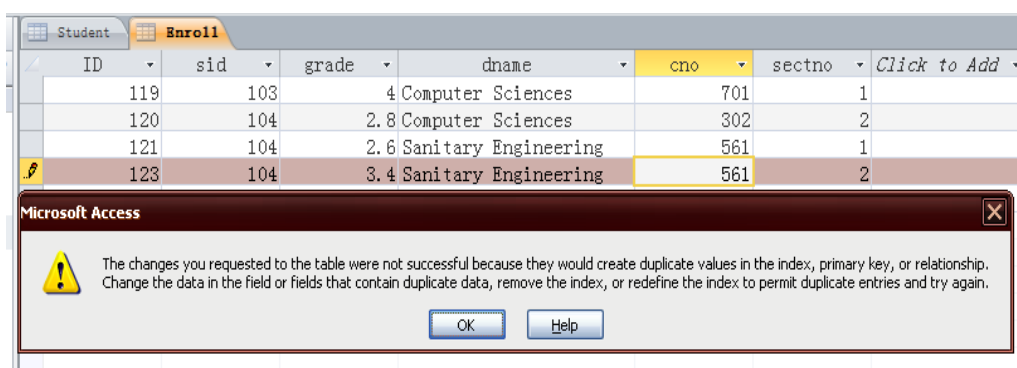 Student Enroll
ID sid grade dname cno sectno Click to Add
119 103 4 Computer Sciences 701 1
120 104 2.8 Computer Sciences 302 2
121 104 2.6 Sanitary Engineering 561 1
123 104 3.4 Sanitary Engineering 561 2
Microsoft Access
The changes you requested to the table were not successful because they would create duplicate values in the index, primary key, or relationship.
Change the data in the field or fields that contain duplicate data, remove the index, or redefine the index to permit duplicate entries and try again.
OK Help